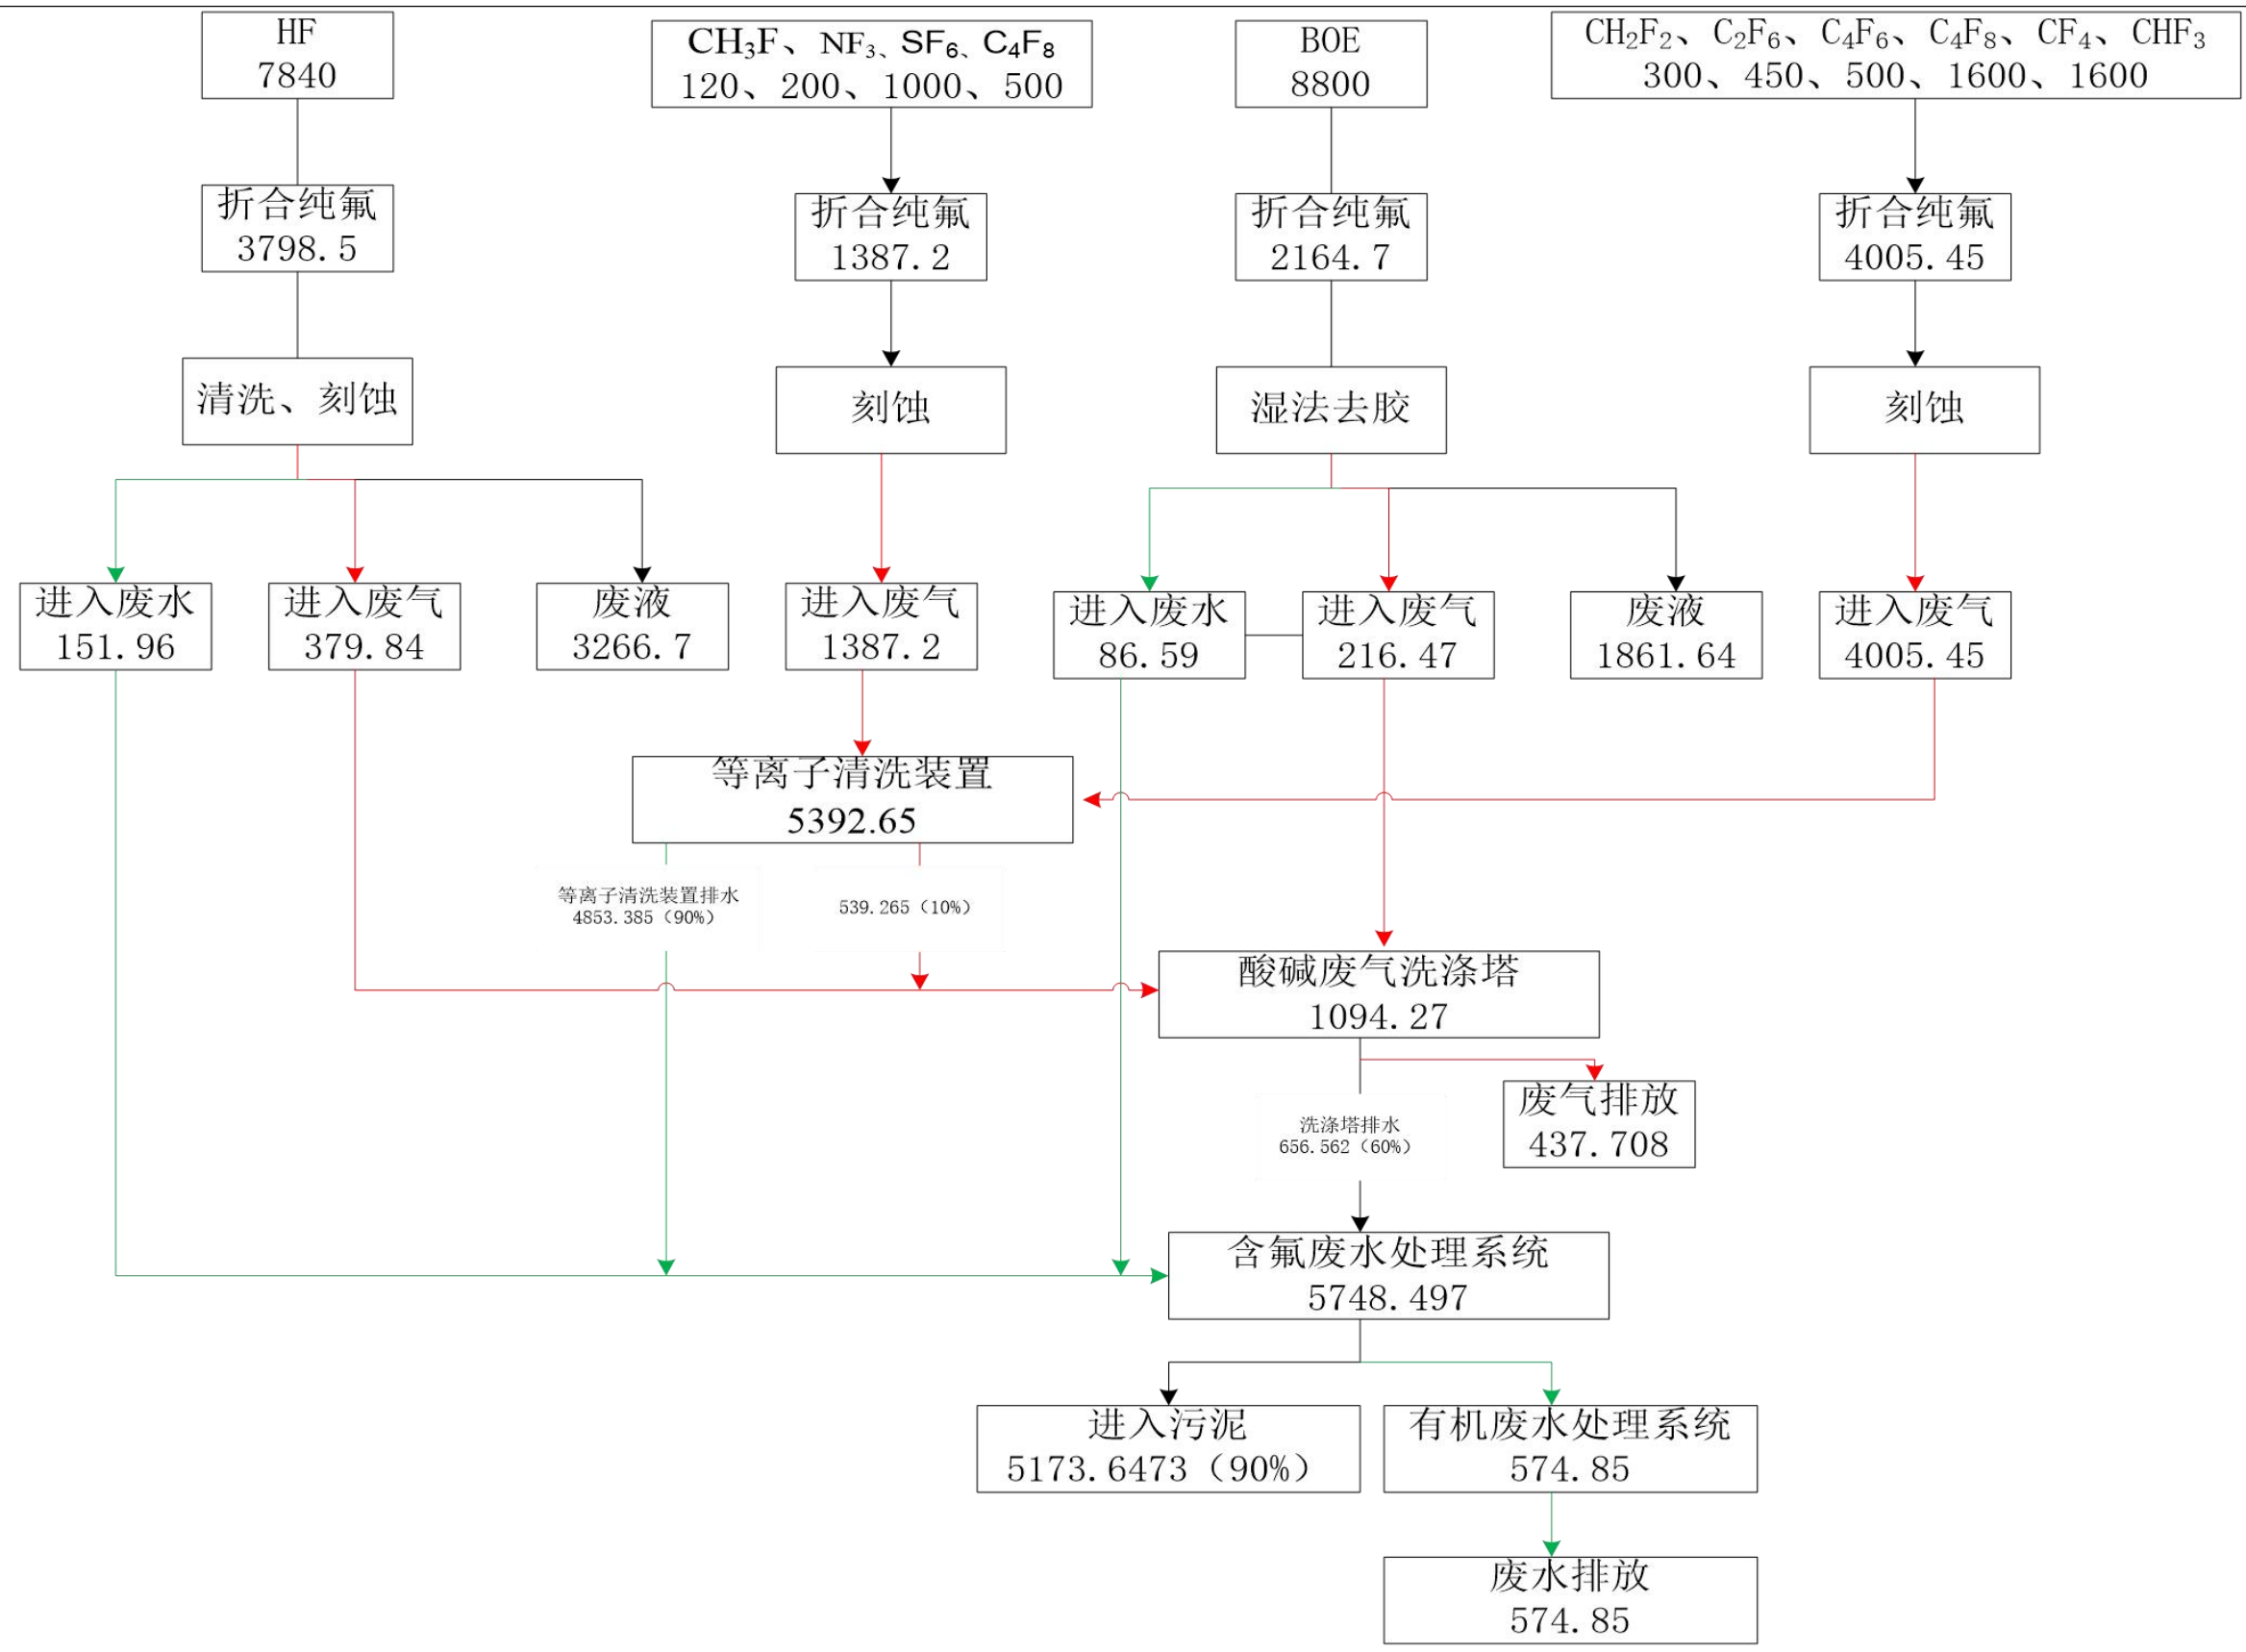 HF
7840
CH₃F、NF₃、SF₆、C₄F₈
120、200、1000、500
BOE
8800
CH₂F₂、C₂F₆、C₄F₆、C₄F₈、CF₄、CHF₃
300、450、500、1600、1600
折合纯氟
3798.5
折合纯氟
1387.2
折合纯氟
2164.7
折合纯氟
4005.45
清洗、刻蚀
刻蚀
湿法去胶
刻蚀
进入废水
151.96
进入废气
379.84
废液
3266.7
进入废气
1387.2
进入废水
86.59
进入废气
216.47
废液
1861.64
进入废气
4005.45
等离子清洗装置
5392.65
等离子清洗装置排水
4853.385（90%）
539.265（10%）
酸碱废气洗涤塔
1094.27
废气排放
437.708
洗涤塔排水
656.562（60%）
含氟废水处理系统
5748.497
进入污泥
5173.6473（90%）
有机废水处理系统
574.85
废水排放
574.85